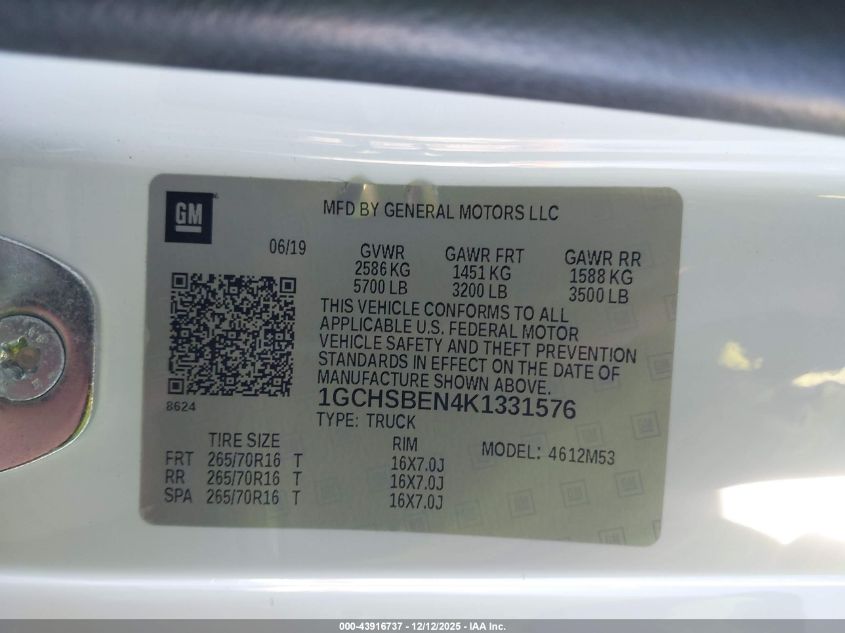 GM
MFD BY GENERAL MOTORS LLC
06/19
GVWR GAWR FRT GAWR RR
2586 KG 1451 KG 1588 KG
5700 LB 3200 LB 3500 LB
THIS VEHICLE CONFORMS TO ALL
APPLICABLE U.S. FEDERAL MOTOR
VEHICLE SAFETY AND THEFT PREVENTION
STANDARDS IN EFFECT ON THE DATE OF
MANUFACTURE SHOWN ABOVE.
8624
1GCHSBEN4K1331576
TYPE: TRUCK
TIRE SIZE RIM MODEL: 4612M53
FRT 265/70R16 T 16X7.0J
RR 265/70R16 T 16X7.0J
SPA 265/70R16 T 16X7.0J
000-43916737 - 12/12/2025 - IAA Inc.